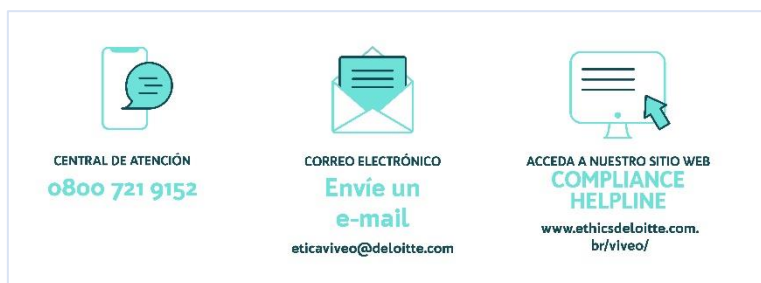 CENTRAL DE ATENCIÓN
0800 721 9152
CORREO ELECTRÓNICO
Envíe un
e-mail
eticaviveo@deloitte.com
ACCEDA A NUESTRO SITIO WEB
COMPLIANCE
HELPLINE
www.ethicsdeloitte.com.
br/viveo/